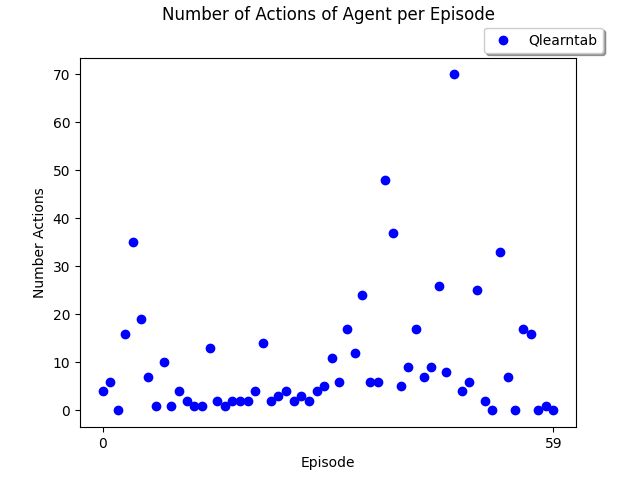 Number of Actions of Agent per Episode
Qlearntab
70
60
50
40
30
20
10
0
Number Actions
0 59
Episode